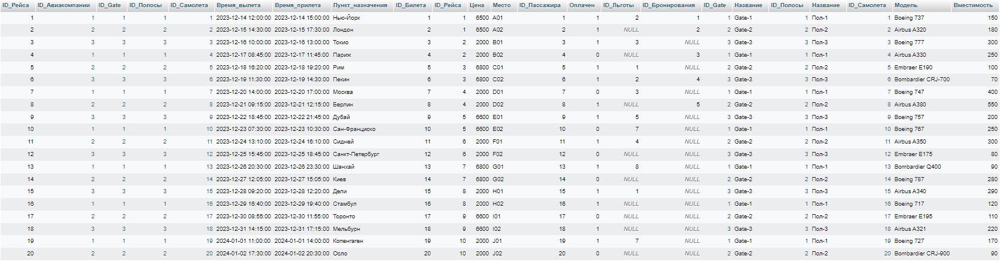 ID_Рейса ID_Авиакомпании ID_Gate ID_Полосы ID_Самолета Время_вылета Время_прилета Пункт_назначения ID_Билета ID_Рейса Цена Место ID_Пассажира Оплачен ID_Льготы ID_Бронирования ID_Gate Название ID_Полосы Название ID_Самолета Модель Вместимость
1 1 1 1 1 2023-12-14 12:00:00 2023-12-14 15:00:00 Нью-Йорк 1 1 6500 A01 1 1 2 1 1 Gate-1 1 Пол-1 1 Boeing 737 150
2 2 2 2 2 2023-12-15 14:30:00 2023-12-15 17:30:00 Лондон 2 1 6500 A02 2 1 NULL 2 2 Gate-2 2 Пол-2 2 Airbus A320 180
3 3 3 3 3 2023-12-16 10:00:00 2023-12-16 13:00:00 Токио 3 2 2000 B01 3 1 3 NULL 3 Gate-3 3 Пол-3 3 Boeing 777 300
4 1 1 1 4 2023-12-17 08:45:00 2023-12-17 11:45:00 Париж 4 2 2000 B02 4 0 NULL 3 1 Gate-1 1 Пол-1 4 Airbus A330 250
5 2 2 2 5 2023-12-18 16:20:00 2023-12-18 19:20:00 Рим 5 3 6800 C01 5 1 1 NULL 2 Gate-2 2 Пол-2 5 Embraer E190 100
6 3 3 3 6 2023-12-19 11:30:00 2023-12-19 14:30:00 Пекин 6 3 6800 C02 6 1 2 4 3 Gate-3 3 Пол-3 6 Bombardier CRJ-700 70
7 1 1 1 7 2023-12-20 14:00:00 2023-12-20 17:00:00 Москва 7 4 2000 D01 7 0 3 NULL 1 Gate-1 1 Пол-1 7 Boeing 747 400
8 2 2 2 8 2023-12-21 09:15:00 2023-12-21 12:15:00 Берлин 8 4 2000 D02 8 1 NULL 5 2 Gate-2 2 Пол-2 8 Airbus A380 550
9 3 3 3 9 2023-12-22 18:45:00 2023-12-22 21:45:00 Дубай 9 5 6600 E01 9 1 5 NULL 3 Gate-3 3 Пол-3 9 Boeing 757 200
10 1 1 1 10 2023-12-23 07:30:00 2023-12-23 10:30:00 Сан-Франциско 10 5 6600 E02 10 0 7 NULL 1 Gate-1 1 Пол-1 10 Boeing 767 250
11 2 2 2 11 2023-12-24 13:10:00 2023-12-24 16:10:00 Сидней 11 6 2000 F01 11 1 4 NULL 2 Gate-2 2 Пол-2 11 Airbus A350 300
12 3 3 3 12 2023-12-25 15:45:00 2023-12-25 18:45:00 Санкт-Петербург 12 6 2000 F02 12 0 NULL NULL 3 Gate-3 3 Пол-3 12 Embraer E175 80
13 1 1 1 13 2023-12-26 20:30:00 2023-12-26 23:30:00 Шанхай 13 7 6800 G01 13 1 8 NULL 1 Gate-1 1 Пол-1 13 Bombardier Q400 90
14 2 2 2 14 2023-12-27 12:05:00 2023-12-27 15:05:00 Киев 14 7 6800 G02 14 0 NULL NULL 2 Gate-2 2 Пол-2 14 Boeing 787 280
15 3 3 3 15 2023-12-28 09:20:00 2023-12-28 12:20:00 Дели 15 8 2000 H01 15 1 1 NULL 3 Gate-3 3 Пол-3 15 Airbus A340 290
16 1 1 1 16 2023-12-29 16:40:00 2023-12-29 19:40:00 Стамбул 16 8 2000 H02 16 1 NULL NULL 1 Gate-1 1 Пол-1 16 Boeing 717 120
17 2 2 2 17 2023-12-30 08:55:00 2023-12-30 11:55:00 Торонто 17 9 6600 I01 17 0 NULL NULL 2 Gate-2 2 Пол-2 17 Embraer E195 110
18 3 3 3 18 2023-12-31 14:15:00 2023-12-31 17:15:00 Мельбурн 18 9 6600 I02 18 1 NULL NULL 3 Gate-3 3 Пол-3 18 Airbus A321 220
19 1 1 1 19 2024-01-01 11:00:00 2024-01-01 14:00:00 Копенгаген 19 10 2000 J01 19 1 7 NULL 1 Gate-1 1 Пол-1 19 Boeing 727 170
20 2 2 2 20 2024-01-02 17:30:00 2024-01-02 20:30:00 Осло 20 10 2000 J02 20 0 NULL NULL 2 Gate-2 2 Пол-2 20 Bombardier CRJ-900 90